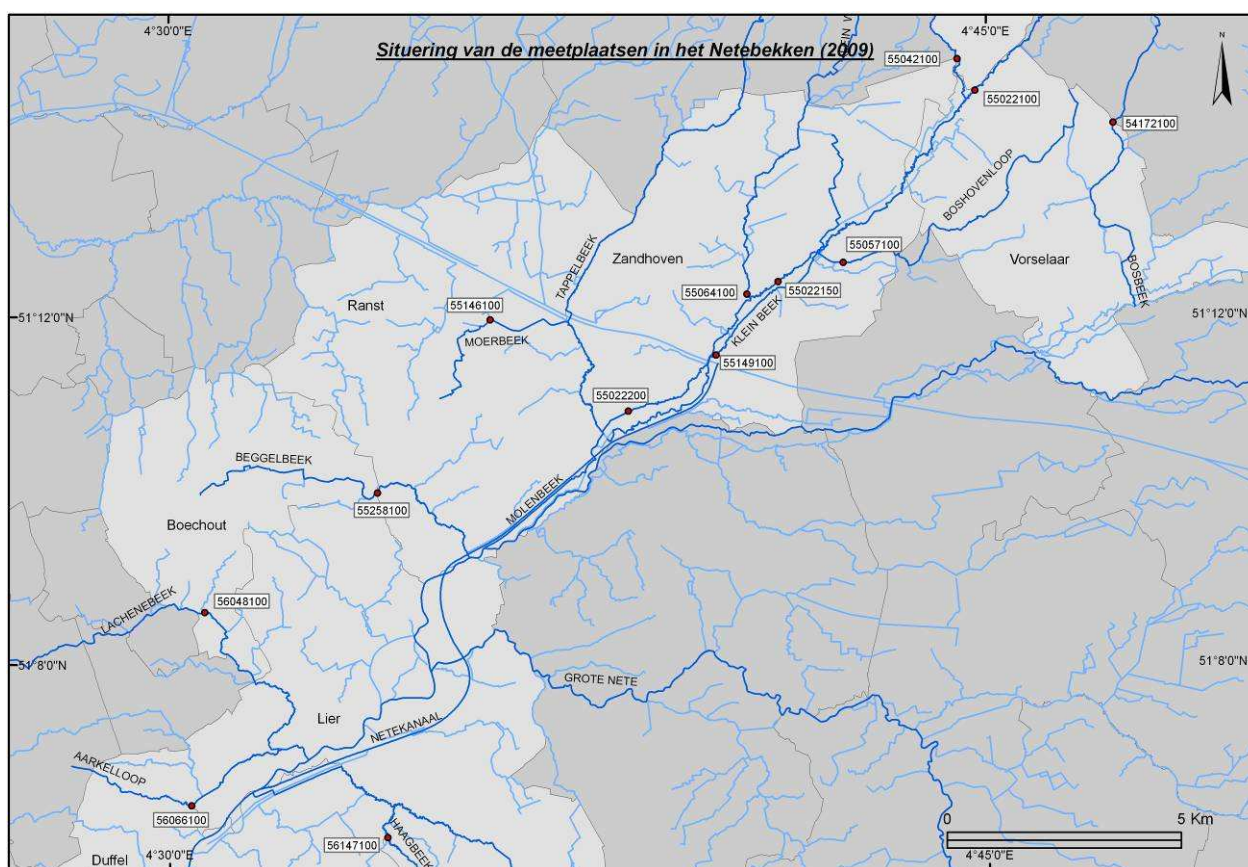 4°30'0"E
4°45'0"E
Situering van de meetplaatsen in het Netebekken (2009)
N
55042100
55022100
54172100
BOSHOVENLOOP
TAPPELBEEK
Zandhoven
55057100
Vorselaar
BOSBEEK
55064100
55022150
Ranst
55146100
51°12'0"N
51°12'0"N
KLEIN BEEK
MOERBEEK
55149100
55022200
BEGGELBEEK
MOLENBEEK
55258100
Boechout
LACHENEBEEK
56048100
51°8'0"N
51°8'0"N
GROTE NETE
Lier
NETEKANAAL
AARKELLOOP
56066100
HAAGBEEK
56147100
0
5 Km
Duffel
4°30'0"E
4°45'0"E